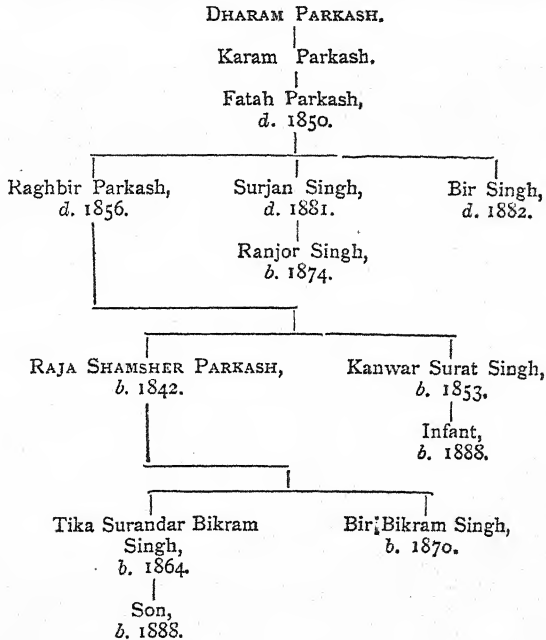 DHARAM PARKASH.
Karam Parkash.
Fatah Parkash,
d. 1850.
Raghbir Parkash,
d. 1856.
Surjan Singh,
d. 1881.
Bir Singh,
d. 1882.
Ranjor Singh,
b. 1874.
RAJA SHAMSHER PARKASH,
b. 1842.
Kanwar Surat Singh,
b. 1853.
Infant,
b. 1888.
Tika Surandar Bikram
Singh,
b. 1864.
Bir Bikram Singh,
b. 1870.
Son,
b. 1888.